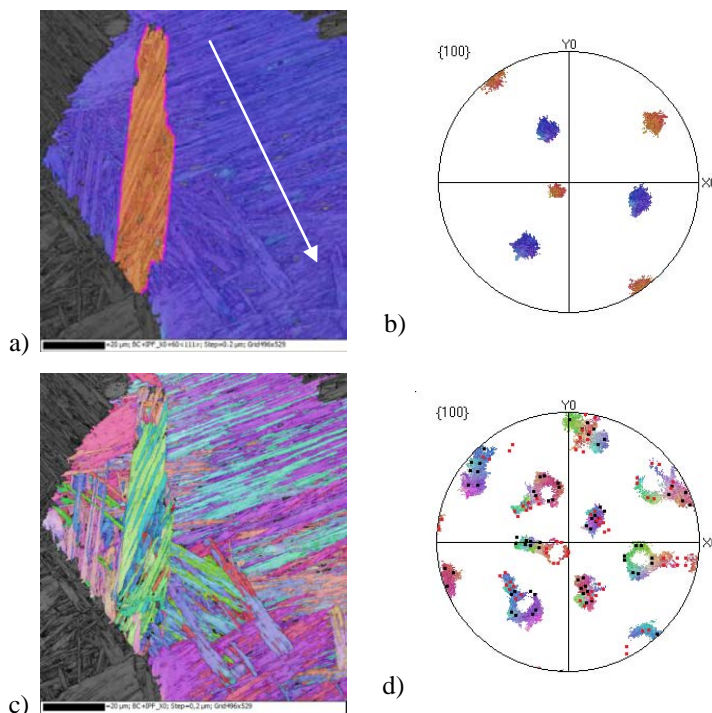 {100}
Y0
X0
a)
=20 µm; BC+IPF_X0+60<111>; Step=0.2 µm; Grid496x529
b)
{100}
Y0
X0
c)
=20 µm; BC+IPF_X0; Step=0,2 µm; Grid496x529
d)